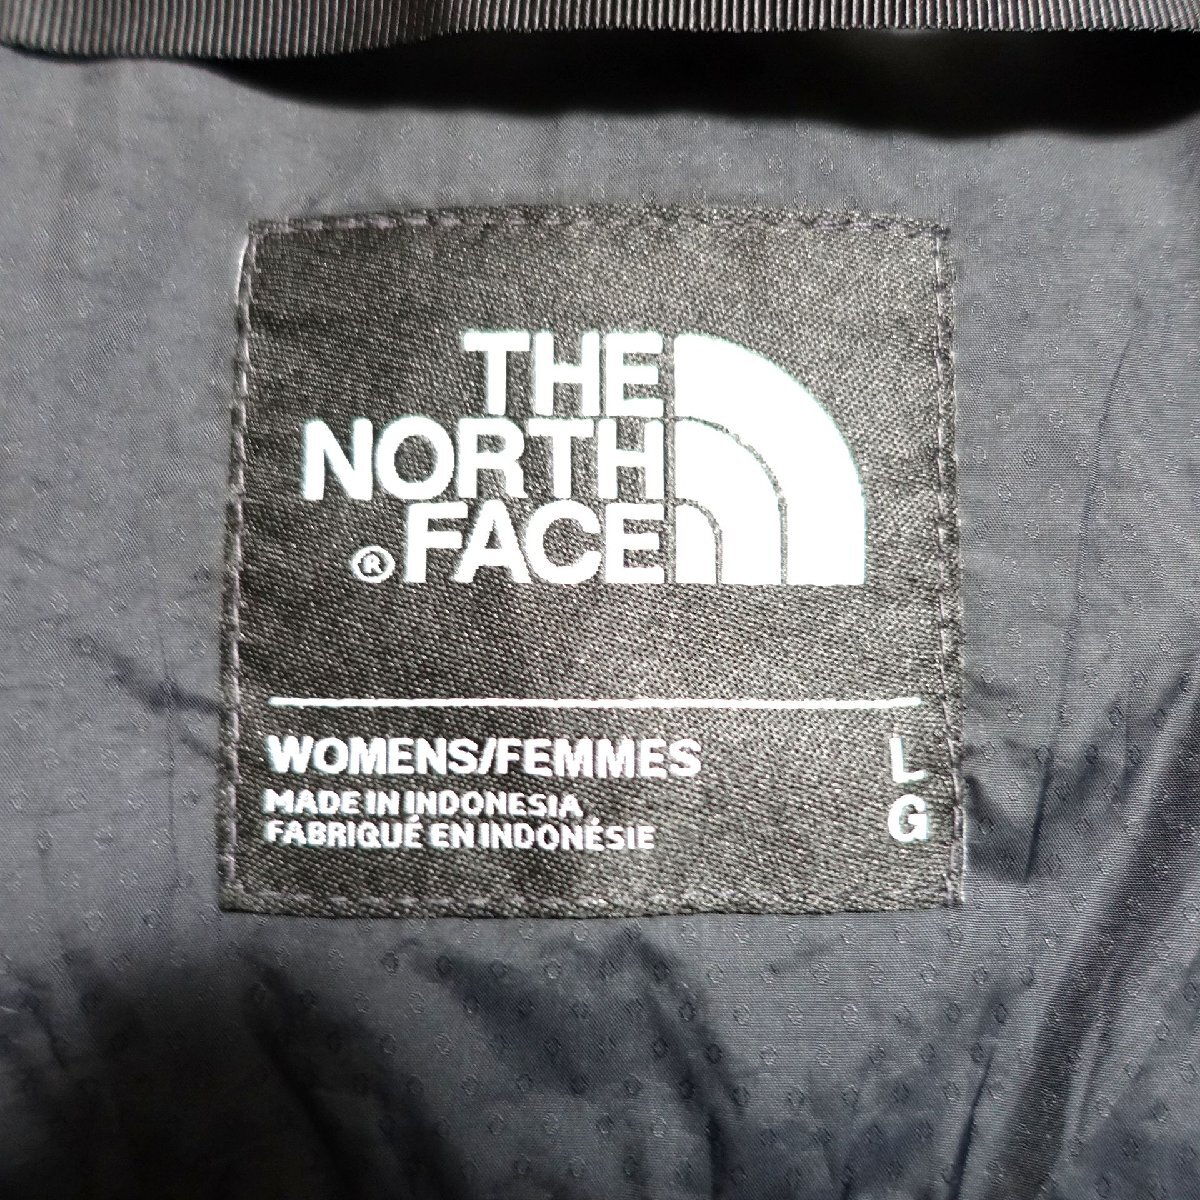 THE
NORTH
® FACE
WOMENS/FEMMES L
MADE IN INDONESIA
FABRIQUÉ EN INDONÉSIE G